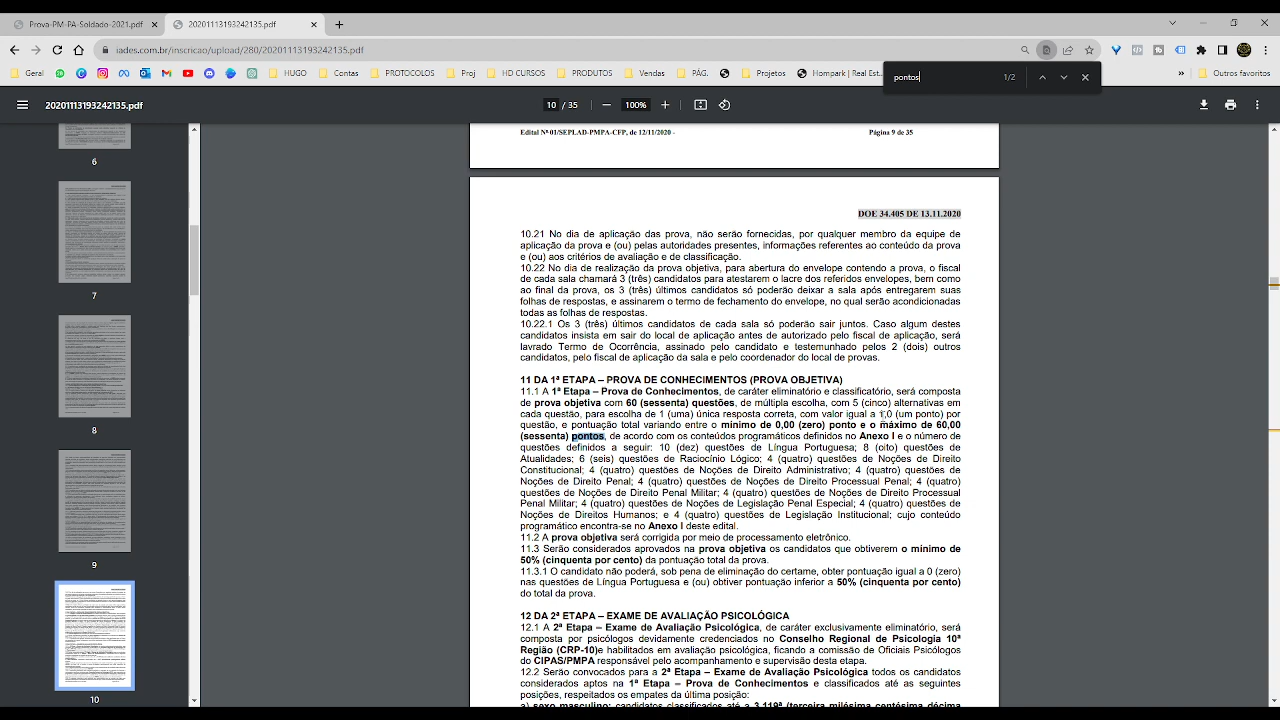 Prova-PM-PA-Soldado-2021.pdf
20201113193242135.pdf
iades.com.br/inscricao/upload/280/20201113193242135.pdf
Geral
HUGO
Contas
PROTOCOLOS
Proj
HD CURSOS
PRODUTOS
Vendas
PÁG.
Projetos
Hompark | Real Est...
Outros favoritos
pontos
1/2
20201113193242135.pdf
10 / 35
100%
6
7
8
9
10
Edital Nº 01/SEPLAD-PMPA-CFP, de 12/11/2020 - Página 9 de 35
DOE 34.405 DE 13.11.2020
10.21 No dia de aplicação das prova, não serão fornecidas, por qualquer membro da equipe de
aplicação da prova e (ou) pelas autoridades presentes, informações referentes ao conteúdo da prova
e (ou) aos critérios de avaliação e de classificação.
10.22 No dia de realização da prova objetiva, para abertura do envelope contendo a prova, o fiscal
de cada sala chamará 3 (três) candidatos para atestarem o lacre dos referidos envelopes, bem como
ao final da prova, os 3 (três) últimos candidatos só poderão deixar a sala após entregarem suas
folhas de respostas, e assinarem o termo de fechamento do envelope, no qual serão acondicionadas
todas as folhas de respostas.
10.22.1 Os 3 (três) últimos candidatos de cada sala só poderão sair juntos. Caso algum destes
candidatos insista em sair do local de aplicação antes de autorizado pelo fiscal de aplicação, será
lavrado Termo de Ocorrência, assinado pelo candidato e testemunhado pelos 2 (dois) outros
candidatos, pelo fiscal de aplicação da sala e pelo coordenador do local de provas.
11.DA 1ª ETAPA – PROVA DE CONHECIMENTOS (PROVA OBJETIVA)
11.1 A 1ª Etapa – Prova de Conhecimentos, de caráter eliminatório e classificatório, será composta
de prova objetiva com 60 (sessenta) questões, de múltipla escolha, com 5 (cinco) alternativas em
cada questão, para escolha de 1 (uma) única resposta correta, com valor igual a 1,0 (um ponto) por
questão, e pontuação total variando entre o mínimo de 0,00 (zero) ponto e o máximo de 60,00
(sessenta) pontos, de acordo com os conteúdos programáticos definidos no Anexo I e o número de
questões definidos a seguir: 10 (dez) questões de Língua Portuguesa; 8 (oito) questões de
Atualidades; 6 (seis) questões de Raciocínio Lógico; 4 (quatro) questões de Noções de Direito
Constitucional; 4 (quatro) questões de Noções de Direito Administrativo; 4 (quatro) questões de
Noções de Direito Penal; 4 (quatro) questões de Noções de Direito Processual Penal; 4 (quatro)
questões de Noções de Direito Penal Militar; 4 (quatro) questões de Noções de Direito Processual
Penal Militar; 4 (quatro) questões de Noções de Legislação Penal Especial; 4 (quatro) questões de
Noções de Direitos Humanos; e 4 (quatro) questões de Legislação Institucional; cujo conteúdo
programático encontra-se no Anexo I deste edital.
11.2 A prova objetiva será corrigida por meio de processamento eletrônico.
11.3 Serão considerados aprovados na prova objetiva os candidatos que obtiverem o mínimo de
50% (cinquenta por cento) da pontuação total da prova.
11.3.1 O candidato não poderá, sob pena de eliminação do certame, obter pontuação igual a 0 (zero)
nas questões de Língua Portuguesa e (ou) obtiver pontuação inferior a 50% (cinquenta por cento)
do total da prova.
12.DA 2ª ETAPA – EXAME DE AVALIAÇÃO PSICOLÓGICA
12.1 A 2ª Etapa – Exame de Avaliação Psicológica, de caráter exclusivamente eliminatório, será
composta por psicólogos devidamente credenciados no Conselho Regional de Psicologia 10ª
Região (CRP-10) e habilitados em avaliação psicológica junto a comissão de Oficiais Psicólogos
do CIPAS/PMPA responsável pelo acompanhamento e supervisão desta etapa.
12.2 Serão convocados para a 2ª Etapa – Exame de Avaliação Psicológica todos os candidatos
considerados aptos na 1ª Etapa – Prova de Conhecimentos e classificados até as seguintes
posições, respeitados os empates da última posição:
a) sexo masculino: candidatos classificados até a 3.119ª (terceira milésima centésima décima